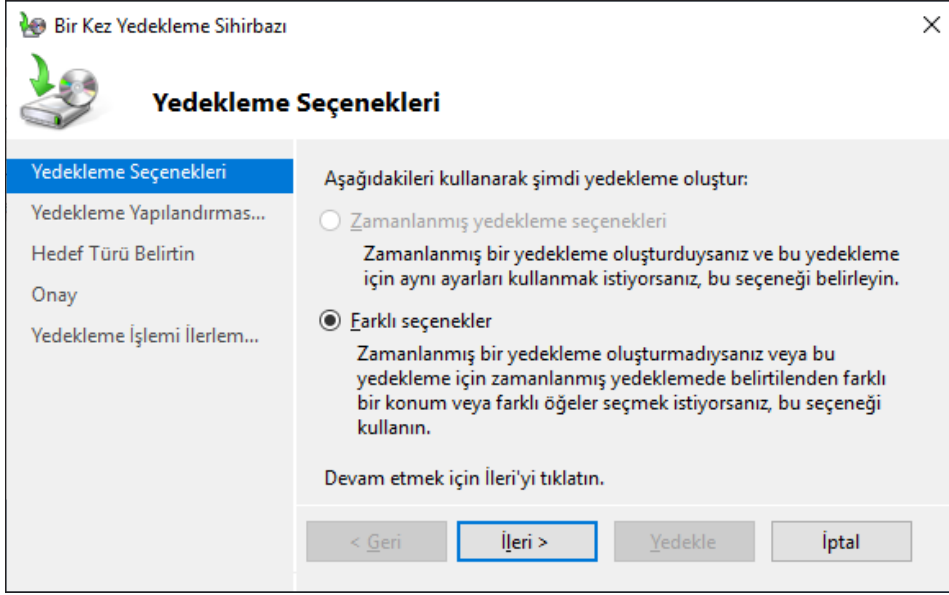 Bir Kez Yedekleme Sihirbazı
Yedekleme Seçenekleri
Yedekleme Seçenekleri
Yedekleme Yapılandırmas...
Hedef Türü Belirtin
Onay
Yedekleme İşlemi İlerlem...
Aşağıdakileri kullanarak şimdi yedekleme oluştur:
Zamanlanmış yedekleme seçenekleri
Zamanlanmış bir yedekleme oluşturduysanız ve bu yedekleme
için aynı ayarları kullanmak istiyorsanız, bu seçeneği belirleyin.
Farklı seçenekler
Zamanlanmış bir yedekleme oluşturmadıysanız veya bu
yedekleme için zamanlanmış yedeklemede belirtilenden farklı
bir konum veya farklı öğeler seçmek istiyorsanız, bu seçeneği
kullanın.
Devam etmek için İleri'yi tıklatın.
< Geri
İleri >
Yedekle
İptal